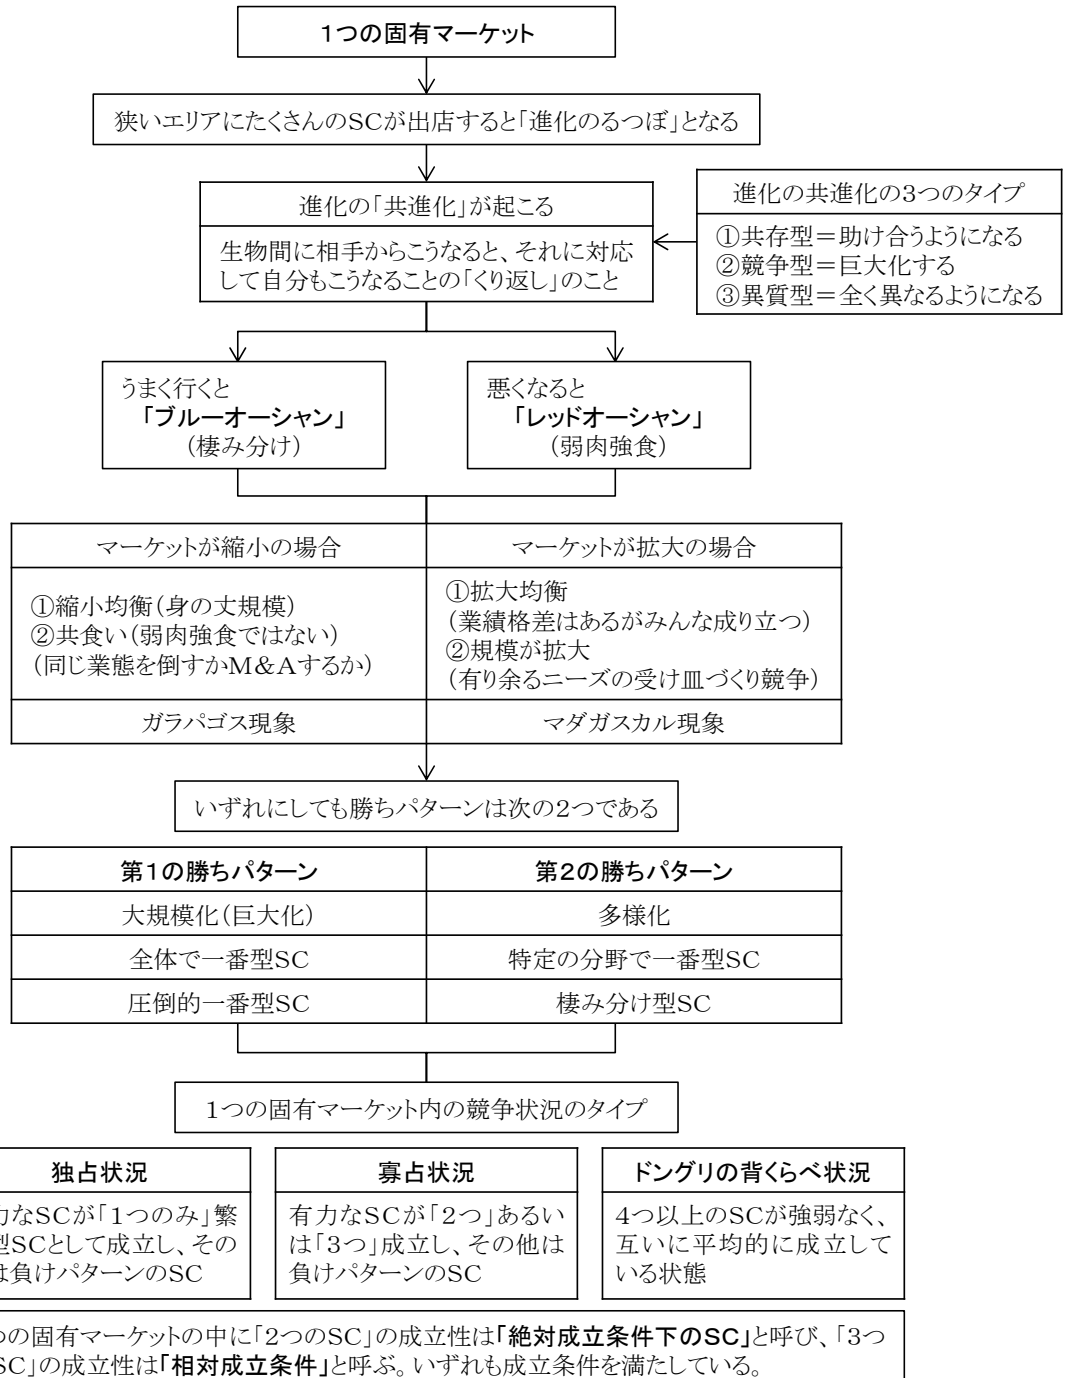 1つの固有マーケット
狭いエリアにたくさんのSCが出店すると「進化のるつぼ」となる
進化の「共進化」が起こる
生物間に相手からこうなると、それに対応
して自分もこうなることの「くり返し」のこと
進化の共進化の3つのタイプ
①共存型＝助け合うようになる
②競争型＝巨大化する
③異質型＝全く異なるようになる
うまく行くと
「ブルーオーシャン」
(棲み分け)
悪くなると
「レッドオーシャン」
(弱肉強食)
マーケットが縮小の場合
①縮小均衡(身の丈規模)
②共食い(弱肉強食ではない)
(同じ業態を倒すかM&Aするか)
ガラパゴス現象
マーケットが拡大の場合
①拡大均衡
(業績格差はあるがみんな成り立つ)
②規模が拡大
(有り余るニーズの受け皿づくり競争)
マダガスカル現象
いずれにしても勝ちパターンは次の2つである
第1の勝ちパターン
大規模化(巨大化)
全体で一番型SC
圧倒的一番型SC
第2の勝ちパターン
多様化
特定の分野で一番型SC
棲み分け型SC
1つの固有マーケット内の競争状況のタイプ
独占状況
なSCが「1つのみ」繁
型SCとして成立し、その
は負けパターンのSC
寡占状況
有力なSCが「2つ」あるい
は「3つ」成立し、その他は
負けパターンのSC
ドングリの背くらべ状況
4つ以上のSCが強弱なく、
互いに平均的に成立して
いる状態
の固有マーケットの中に「2つのSC」の成立性は「絶対成立条件下のSC」と呼び、「3つ
SC」の成立性は「相対成立条件」と呼ぶ。いずれも成立条件を満たしている。